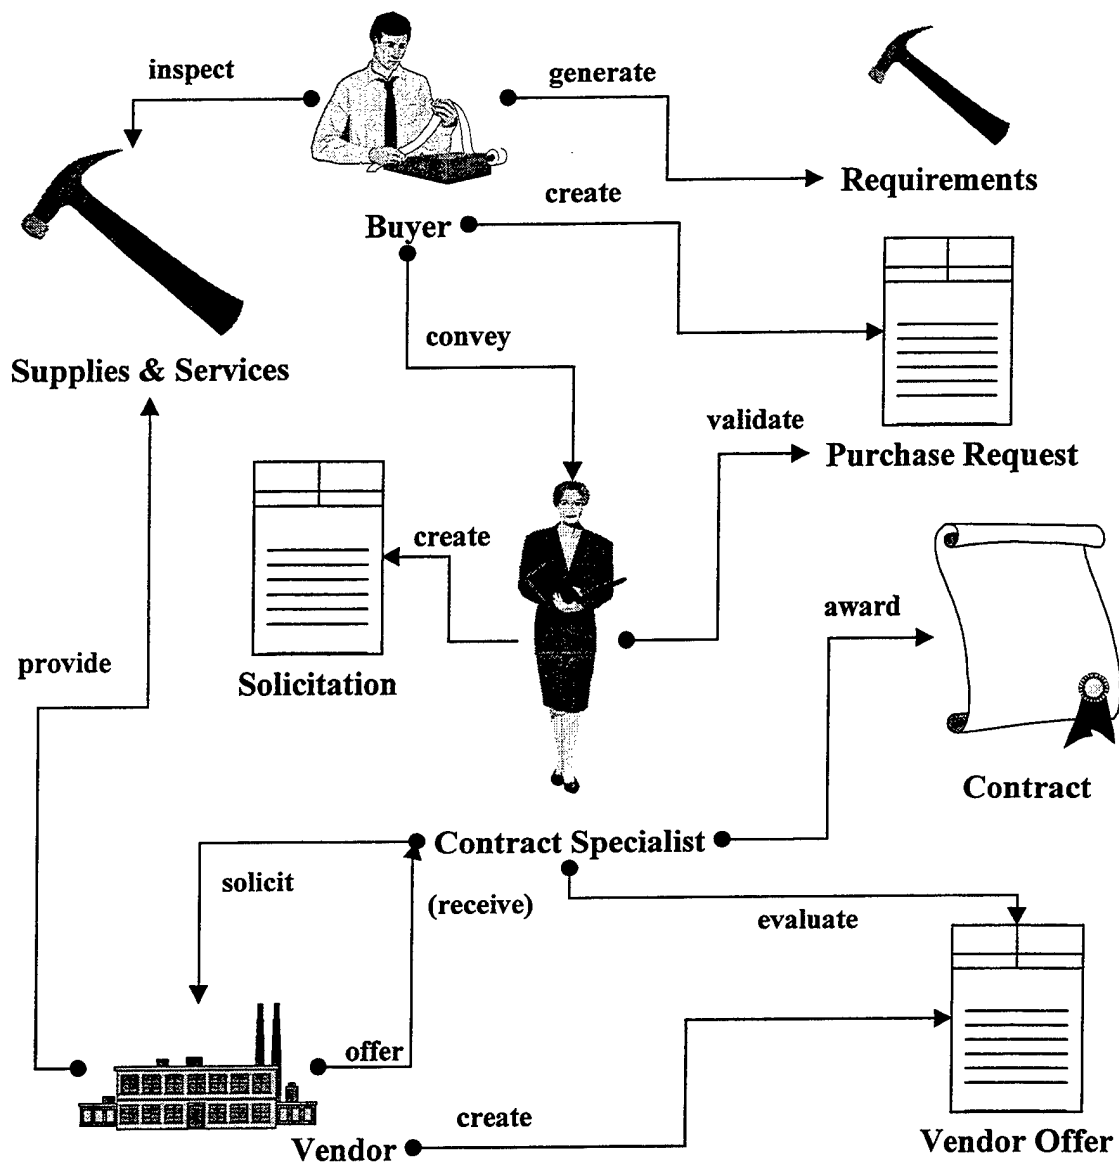 inspect
generate
Requirements
create
Buyer
convey
Supplies & Services
validate
Purchase Request
create
award
provide
Solicitation
Contract
Contract Specialist
solicit
(receive)
evaluate
offer
create
Vendor
Vendor Offer